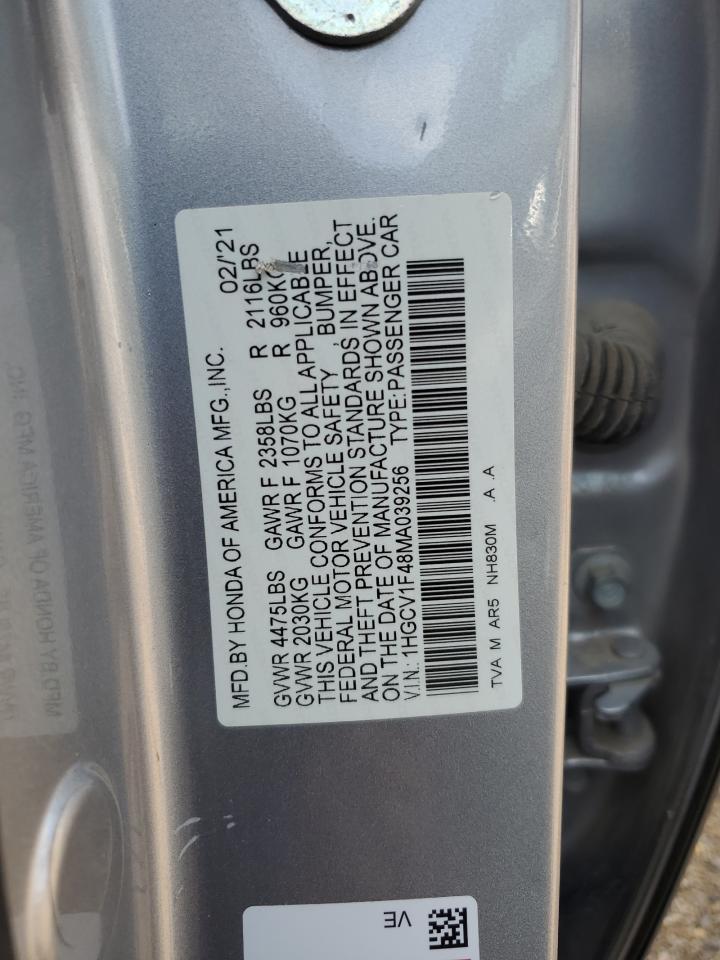 MFD.BY HONDA OF AMERICA MFG.,INC. 02/'21
GVWR 4475LBS GAWR F 2358LBS R 2116LBS
GVWR 2030KG GAWR F 1070KG R 960KG
THIS VEHICLE CONFORMS TO ALL APPLICABLE
FEDERAL MOTOR VEHICLE SAFETY , BUMPER,
AND THEFT PREVENTION STANDARDS IN EFFECT
ON THE DATE OF MANUFACTURE SHOWN ABOVE.
V.I.N.: 1HGCV1F48MA039256 TYPE:PASSENGER CAR
TVA M AR5 NH830M .A .A
VE